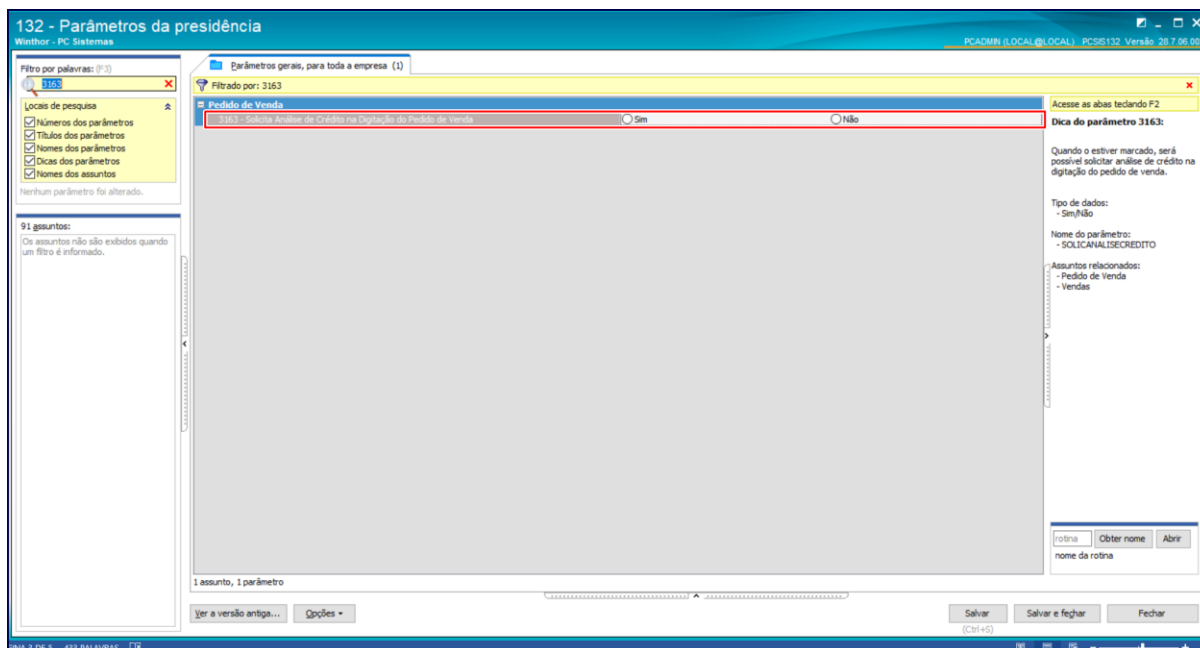 132 - Parâmetros da presidência
Winthor - PC Sistemas
PCADMIN (LOCAL@LOCAL) PCSIS132 Versão 28.7.06.00
Filtro por palavras: (F3)
3163
Locais de pesquisa
Números dos parâmetros
Títulos dos parâmetros
Nomes dos parâmetros
Dicas dos parâmetros
Nomes dos assuntos
Nenhum parâmetro foi alterado.
91 assuntos:
Os assuntos não são exibidos quando
um filtro é informado.
Parâmetros gerais, para toda a empresa (1)
Filtrado por: 3163
Pedido de Venda
3163 - Solicita Análise de Crédito na Digitação do Pedido de Venda Sim Não
1 assunto, 1 parâmetro
Acesse as abas teclando F2
Dica do parâmetro 3163:
Quando o estiver marcado, será
possível solicitar análise de crédito na
digitação do pedido de venda.
Tipo de dados:
- Sim/Não
Nome do parâmetro:
- SOLICANALISECREDITO
Assuntos relacionados:
- Pedido de Venda
- Vendas
rotina Obter nome Abrir
nome da rotina
Ver a versão antiga... Opções Salvar Salvar e fechar Fechar
(Ctrl+S)